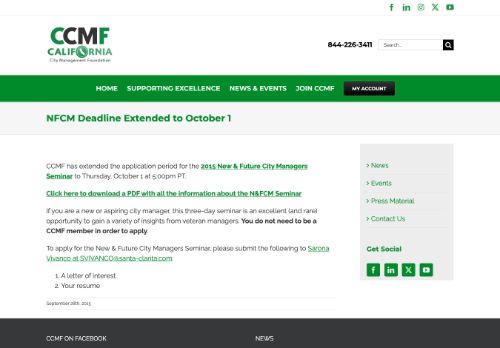 CCMF
CALIFORNIA
City Management Foundation
844-226-3411
Search...
HOME SUPPORTING EXCELLENCE NEWS & EVENTS JOIN CCMF MY ACCOUNT
NFCM Deadline Extended to October 1
CCMF has extended the application period for the 2015 New & Future City Managers
Seminar to Thursday, October 1 at 5:00pm PT.
Click here to download a PDF with all the information about the N&FCM Seminar
If you are a new or aspiring city manager, this three-day seminar is an excellent (and rare)
opportunity to gain a variety of insights from veteran managers. You do not need to be a
CCMF member in order to apply.
To apply for the New & Future City Managers Seminar, please submit the following to Sarona
Vivanco at SVIVANCO@santa-clarita.com:
1. A letter of interest
2. Your resume
September 28th, 2015
News
Events
Press Material
Contact Us
Get Social
CCMF ON FACEBOOK
NEWS